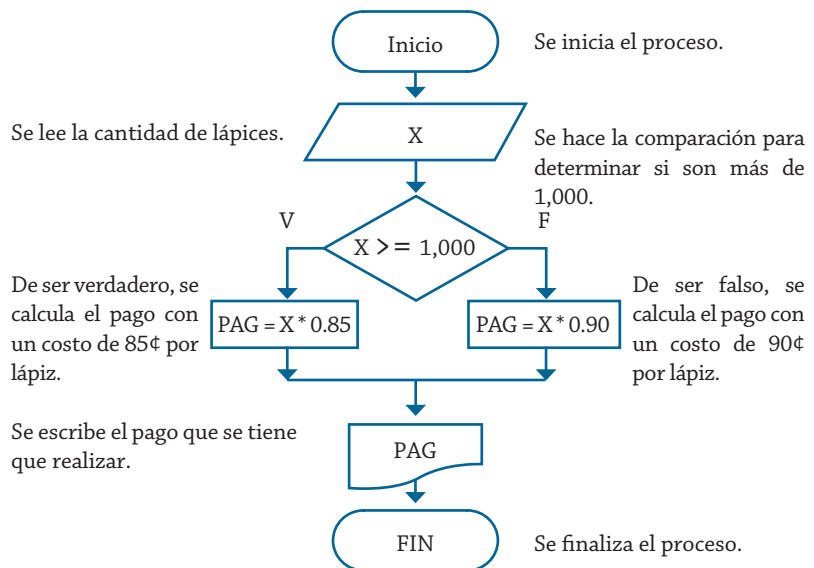 Inicio
Se inicia el proceso.
Se lee la cantidad de lápices.
X
Se hace la comparación para
determinar si son más de
1,000.
V
F
X >= 1,000
De ser verdadero, se
calcula el pago con
un costo de 85¢ por
lápiz.
PAG = X * 0.85
PAG = X * 0.90
De ser falso, se
calcula el pago con
un costo de 90¢
por lápiz.
Se escribe el pago que se tiene
que realizar.
PAG
FIN
Se finaliza el proceso.